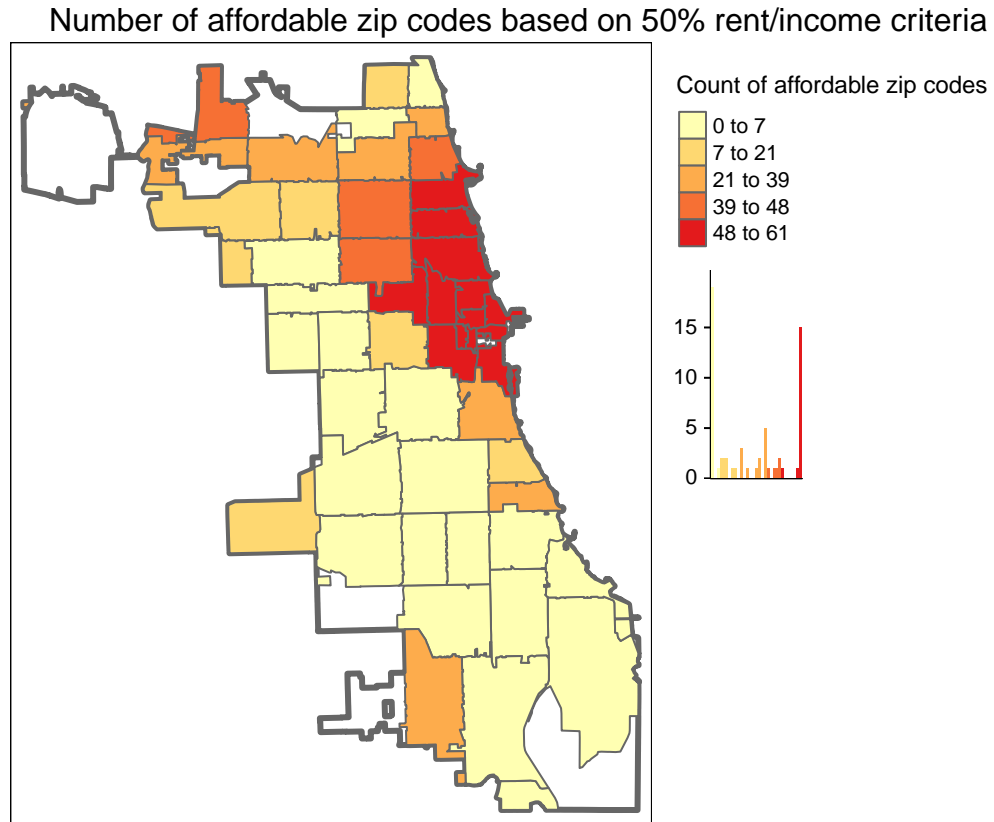 Number of affordable zip codes based on 50% rent/income criteria
Count of affordable zip codes
0 to 7
7 to 21
21 to 39
39 to 48
48 to 61
15
10
5
0